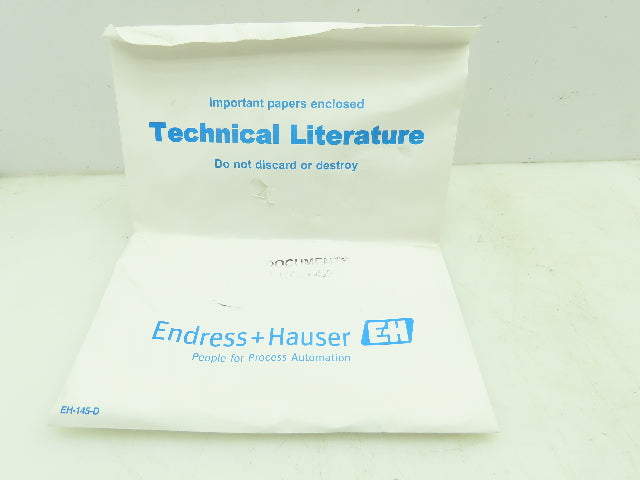 Important papers enclosed
Technical Literature
Do not discard or destroy
DOCUMENTS
Endress+Hauser EH
People for Process Automation
EH-145-D